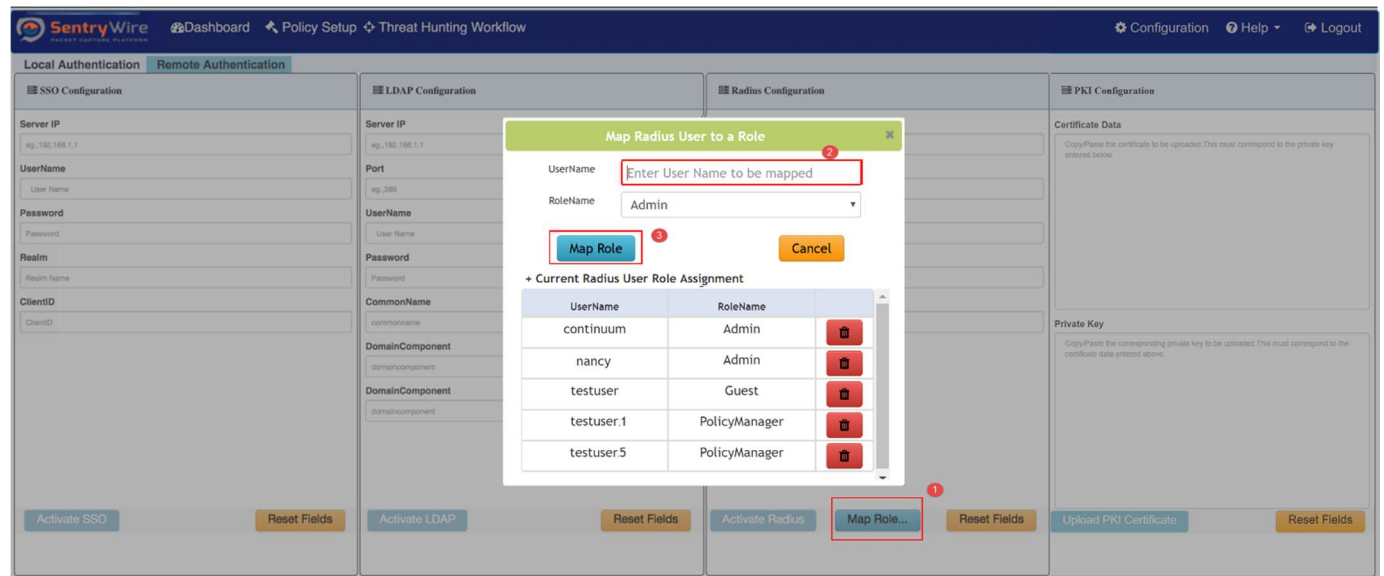 SentryWire
PACKET CAPTURE PLATFORM
Dashboard
Policy Setup
Threat Hunting Workflow
Configuration
Help
Logout
Local Authentication
Remote Authentication
SSO Configuration
Server IP
eg.,192.168.1.1
UserName
User Name
Password
Password
Realm
Realm Name
ClientID
ClientID
Activate SSO
Reset Fields
LDAP Configuration
Server IP
eg.,192.168.1.1
Port
eg.,389
UserName
User Name
Password
Password
CommonName
commonname
DomainComponent
domaincomponent
DomainComponent
domaincomponent
Activate LDAP
Reset Fields
Radius Configuration
Map Radius User to a Role
2
UserName
Enter User Name to be mapped
RoleName
Admin
Map Role
3
Cancel
+ Current Radius User Role Assignment
UserName RoleName
continuum Admin
nancy Admin
testuser Guest
testuser.1 PolicyManager
testuser.5 PolicyManager
1
Activate Radius
Map Role...
Reset Fields
PKI Configuration
Certificate Data
Copy/Paste the certificate to be uploaded.This must correspond to the private key
entered below.
Private Key
Copy/Paste the corresponding private key to be uploaded.This must correspond to the
certificate data entered above.
Upload PKI Certificate
Reset Fields